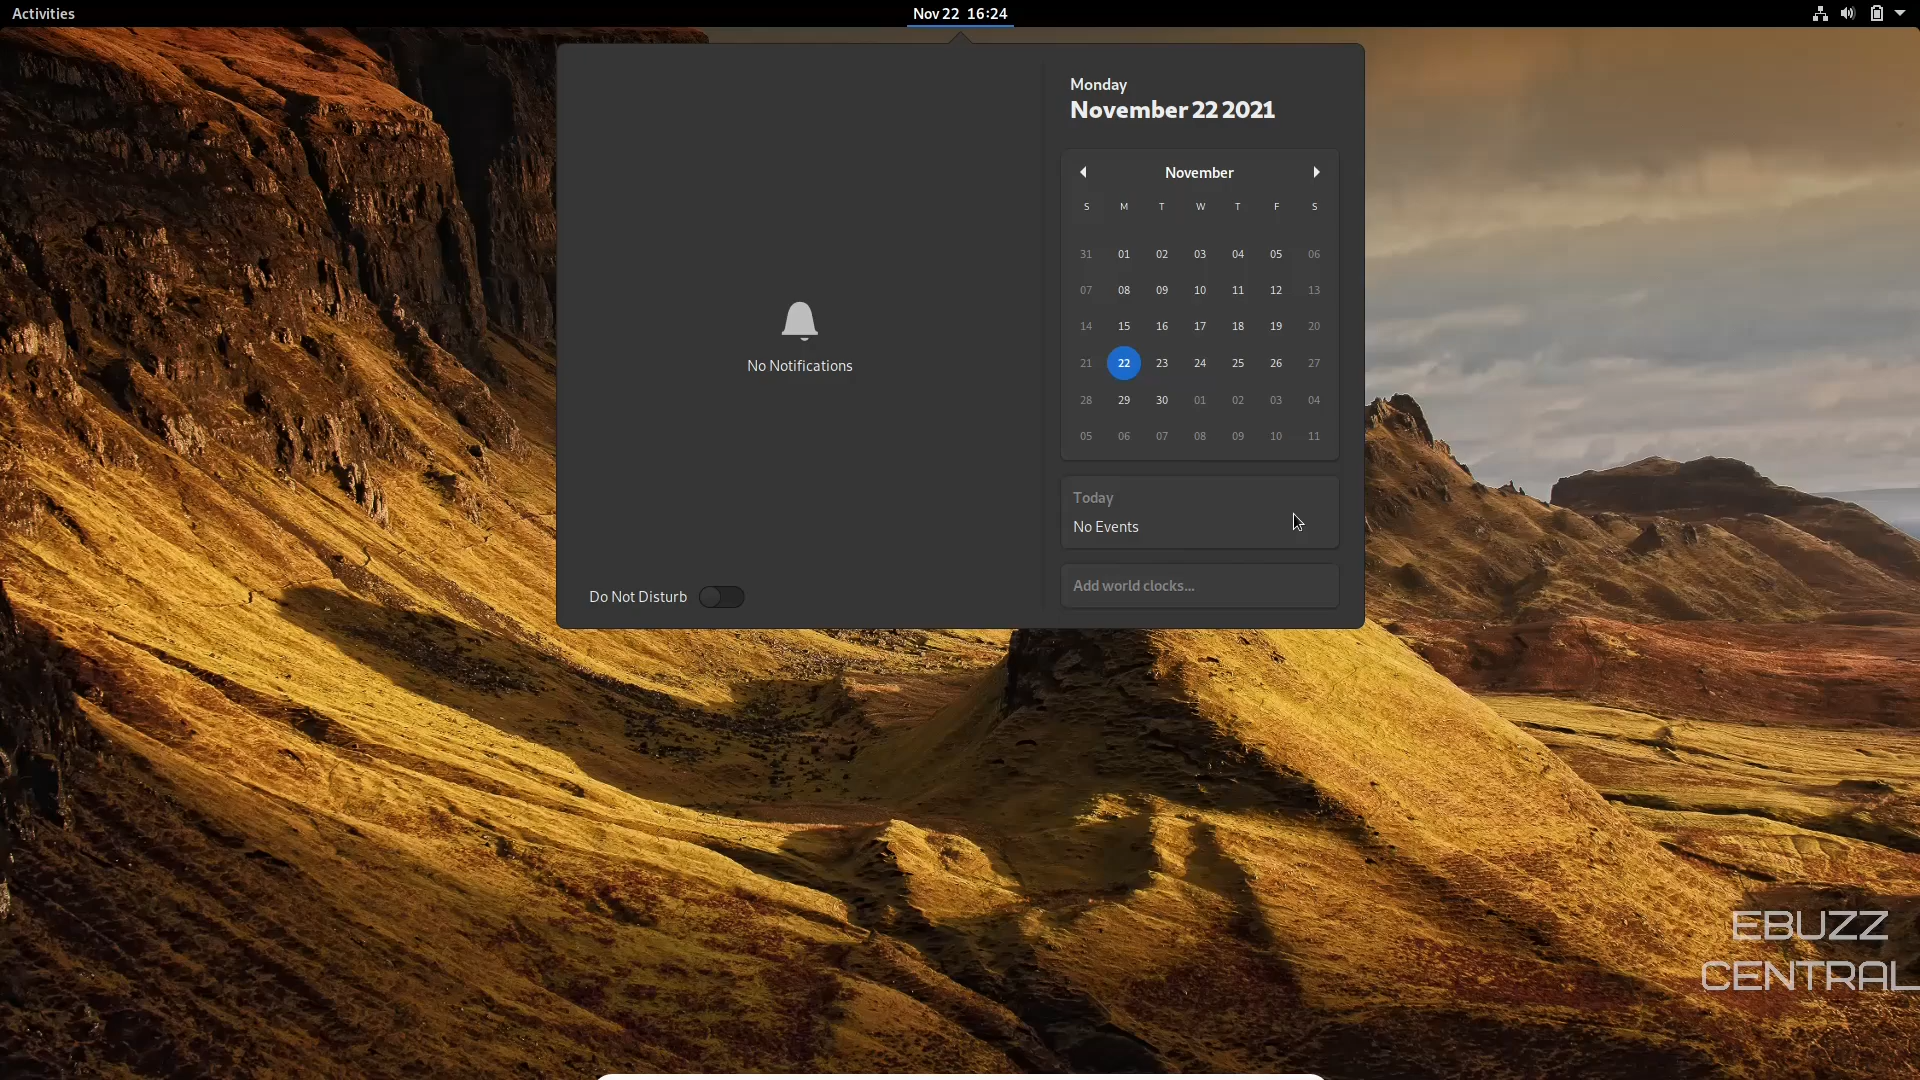 Activities
Nov 22 16:24
Monday
November 22 2021
November
S M T W T F S
31 01 02 03 04 05 06
07 08 09 10 11 12 13
14 15 16 17 18 19 20
21 22 23 24 25 26 27
28 29 30 01 02 03 04
05 06 07 08 09 10 11
No Notifications
Today
No Events
Add world clocks...
Do Not Disturb
EBUZZ
CENTRAL